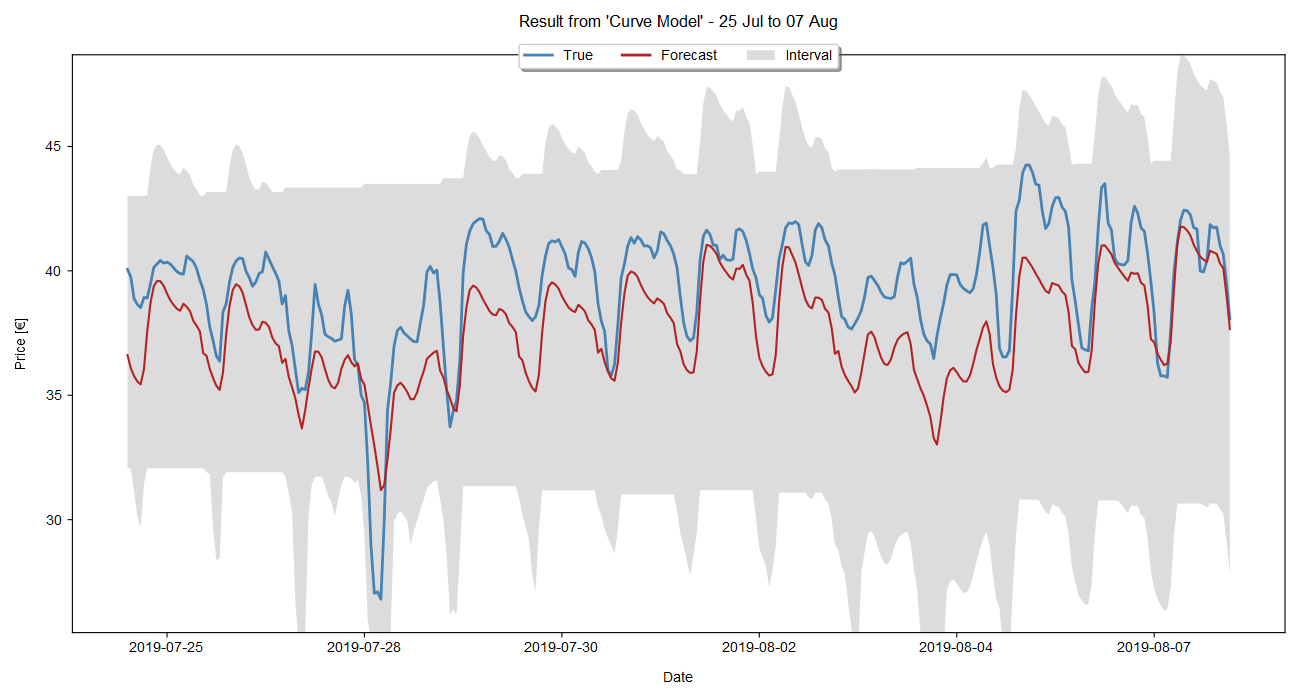 Result from 'Curve Model' - 25 Jul to 07 Aug
True Forecast Interval
45
40
35
30
Price [€]
2019-07-25 2019-07-28 2019-07-30 2019-08-02 2019-08-04 2019-08-07
Date